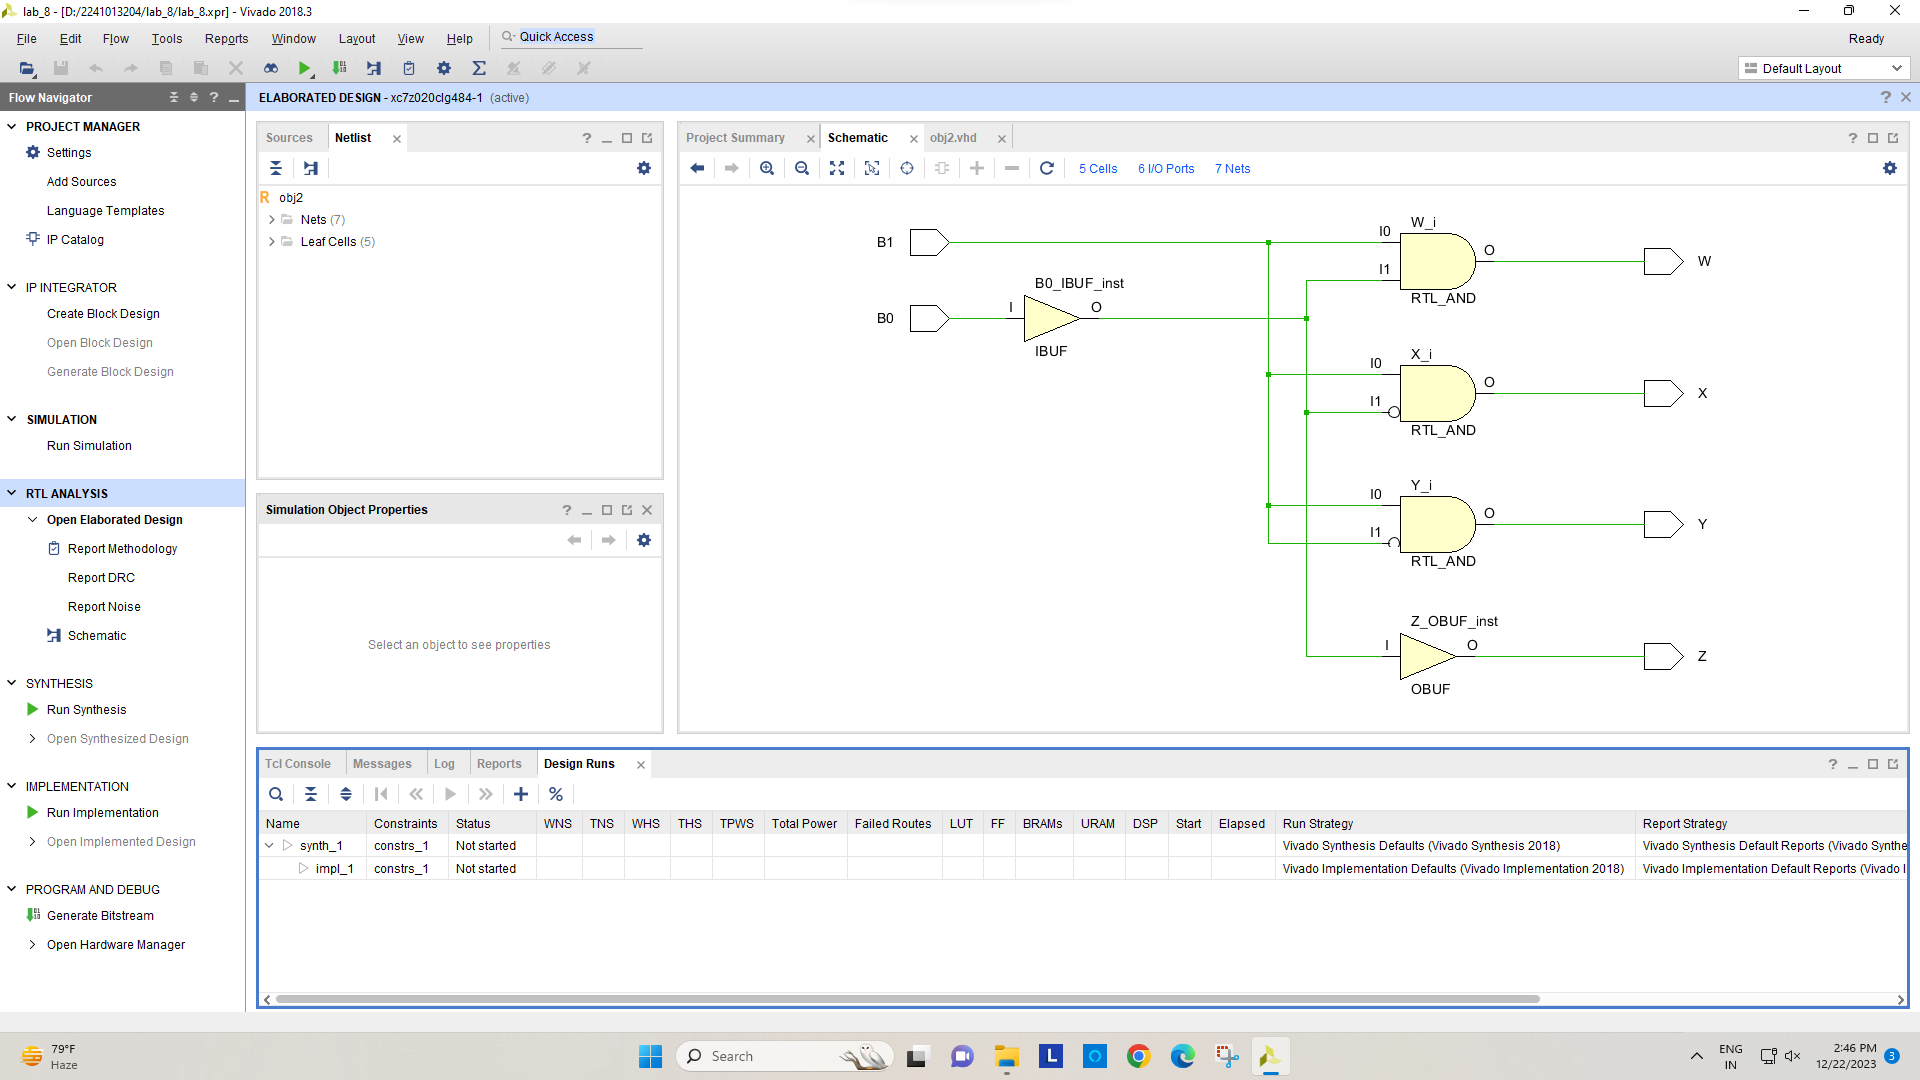 lab_8 - [D:/2241013204/lab_8/lab_8.xpr] - Vivado 2018.3
File Edit Flow Tools Reports Window Layout View Help Quick Access Ready
Default Layout
Flow Navigator ?
ELABORATED DESIGN - xc7z020clg484-1 (active) ?
PROJECT MANAGER
Settings
Add Sources
Language Templates
IP Catalog
IP INTEGRATOR
Create Block Design
Open Block Design
Generate Block Design
SIMULATION
Run Simulation
RTL ANALYSIS
Open Elaborated Design
Report Methodology
Report DRC
Report Noise
Schematic
SYNTHESIS
Run Synthesis
Open Synthesized Design
IMPLEMENTATION
Run Implementation
Open Implemented Design
PROGRAM AND DEBUG
Generate Bitstream
Open Hardware Manager
Sources Netlist ?
R obj2
Nets (7)
Leaf Cells (5)
Simulation Object Properties ?
Select an object to see properties
Project Summary Schematic obj2.vhd ?
5 Cells 6 I/O Ports 7 Nets
B1
B0
B0_IBUF_inst
I O
IBUF
W_i
I0
I1
O
RTL_AND
W
X_i
I0
I1
O
RTL_AND
X
Y_i
I0
I1
O
RTL_AND
Y
Z_OBUF_inst
I O
OBUF
Z
Tcl Console Messages Log Reports Design Runs ?
Name Constraints Status WNS TNS WHS THS TPWS Total Power Failed Routes LUT FF BRAMs URAM DSP Start Elapsed Run Strategy Report Strategy
synth_1 constrs_1 Not started Vivado Synthesis Defaults (Vivado Synthesis 2018) Vivado Synthesis Default Reports (Vivado Synthe
impl_1 constrs_1 Not started Vivado Implementation Defaults (Vivado Implementation 2018) Vivado Implementation Default Reports (Vivado I
79°F
Haze
Search
L
ENG
IN
2:46 PM
12/22/2023
3